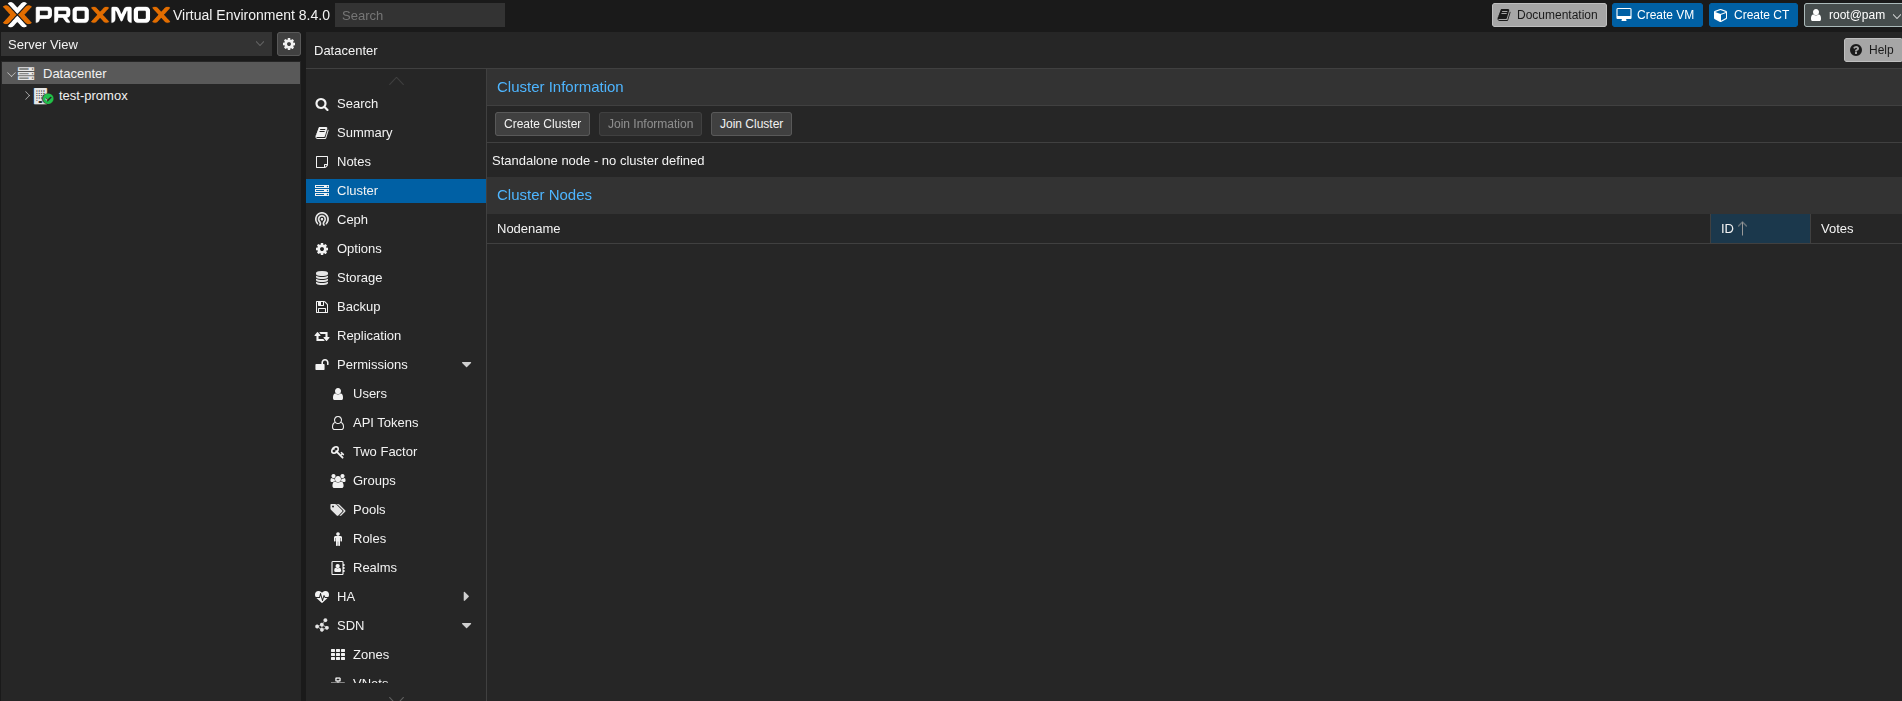 PROXMOX Virtual Environment 8.4.0 Search Documentation Create VM Create CT root@pam
Server View
Datacenter
test-promox
Datacenter Help
Search
Summary
Notes
Cluster
Ceph
Options
Storage
Backup
Replication
Permissions
Users
API Tokens
Two Factor
Groups
Pools
Roles
Realms
HA
SDN
Zones
VNets
Cluster Information
Create Cluster Join Information Join Cluster
Standalone node - no cluster defined
Cluster Nodes
Nodename ID Votes